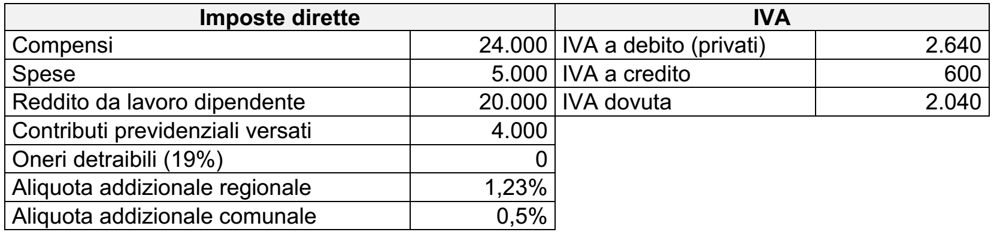 Imposte dirette IVA
Compensi 24.000 IVA a debito (privati) 2.640
Spese 5.000 IVA a credito 600
Reddito da lavoro dipendente 20.000 IVA dovuta 2.040
Contributi previdenziali versati 4.000
Oneri detraibili (19%) 0
Aliquota addizionale regionale 1,23%
Aliquota addizionale comunale 0,5%